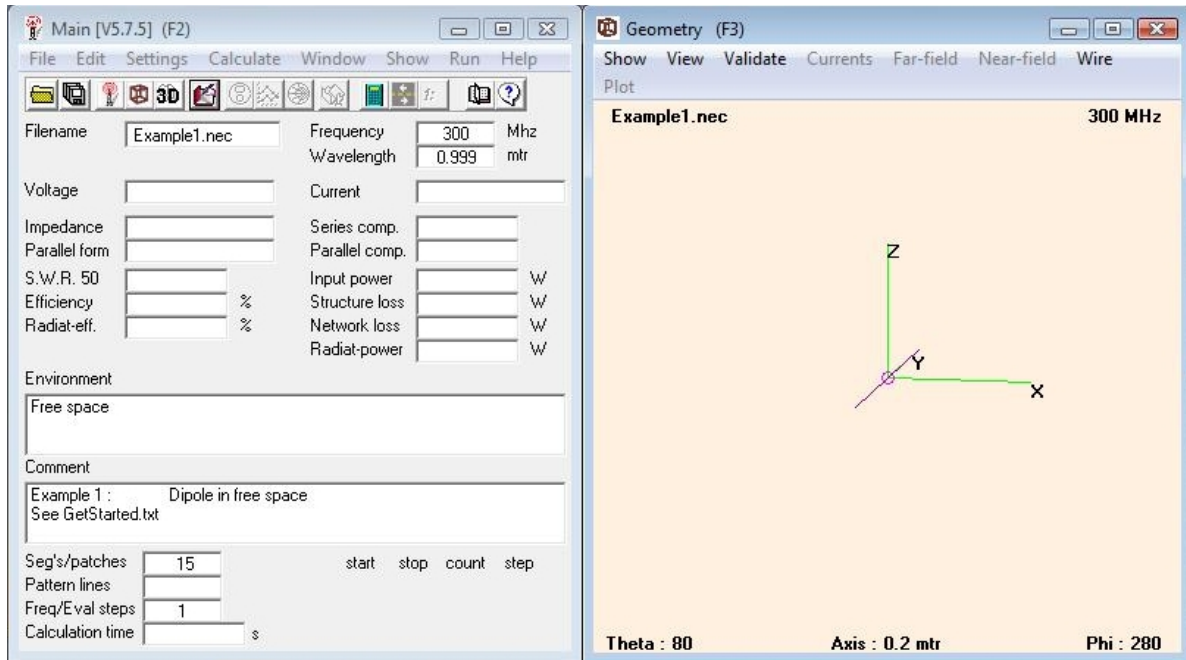 Main [V5.7.5] (F2)
File Edit Settings Calculate Window Show Run Help
3D
1:
Filename Example1.nec Frequency 300 Mhz
Wavelength 0.999 mtr
Voltage Current
Impedance Series comp.
Parallel form Parallel comp.
S.W.R. 50 Input power W
Efficiency % Structure loss W
Radiat-eff. % Network loss W
Radiat-power W
Environment
Free space
Comment
Example 1 : Dipole in free space
See GetStarted.txt
Seg's/patches 15 start stop count step
Pattern lines
Freq/Eval steps 1
Calculation time s
Geometry (F3)
Show View Validate Currents Far-field Near-field Wire
Plot
Example1.nec 300 MHz
Z
Y
X
Theta : 80 Axis : 0.2 mtr Phi : 280